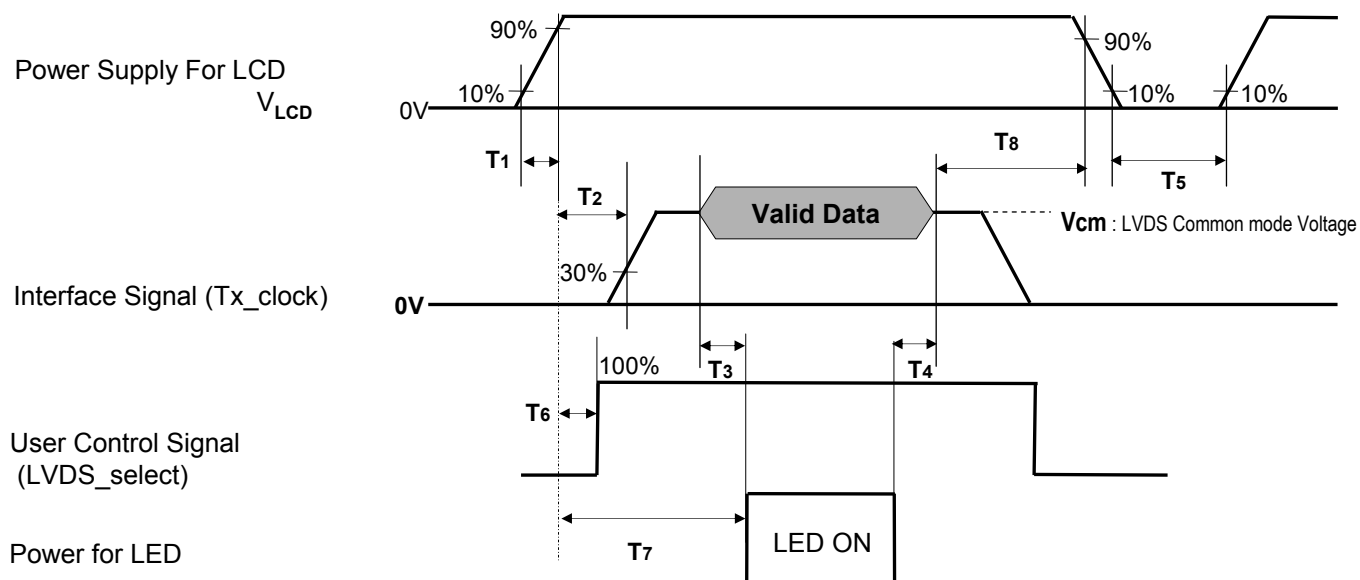 90%
90%
Power Supply For LCD
VLCD
10%
10%
10%
0V
T1
T8
T5
T2
Valid Data
Vcm : LVDS Common mode Voltage
30%
Interface Signal (Tx_clock)
0V
T3
T4
100%
T6
User Control Signal
(LVDS_select)
T7
LED ON
Power for LED